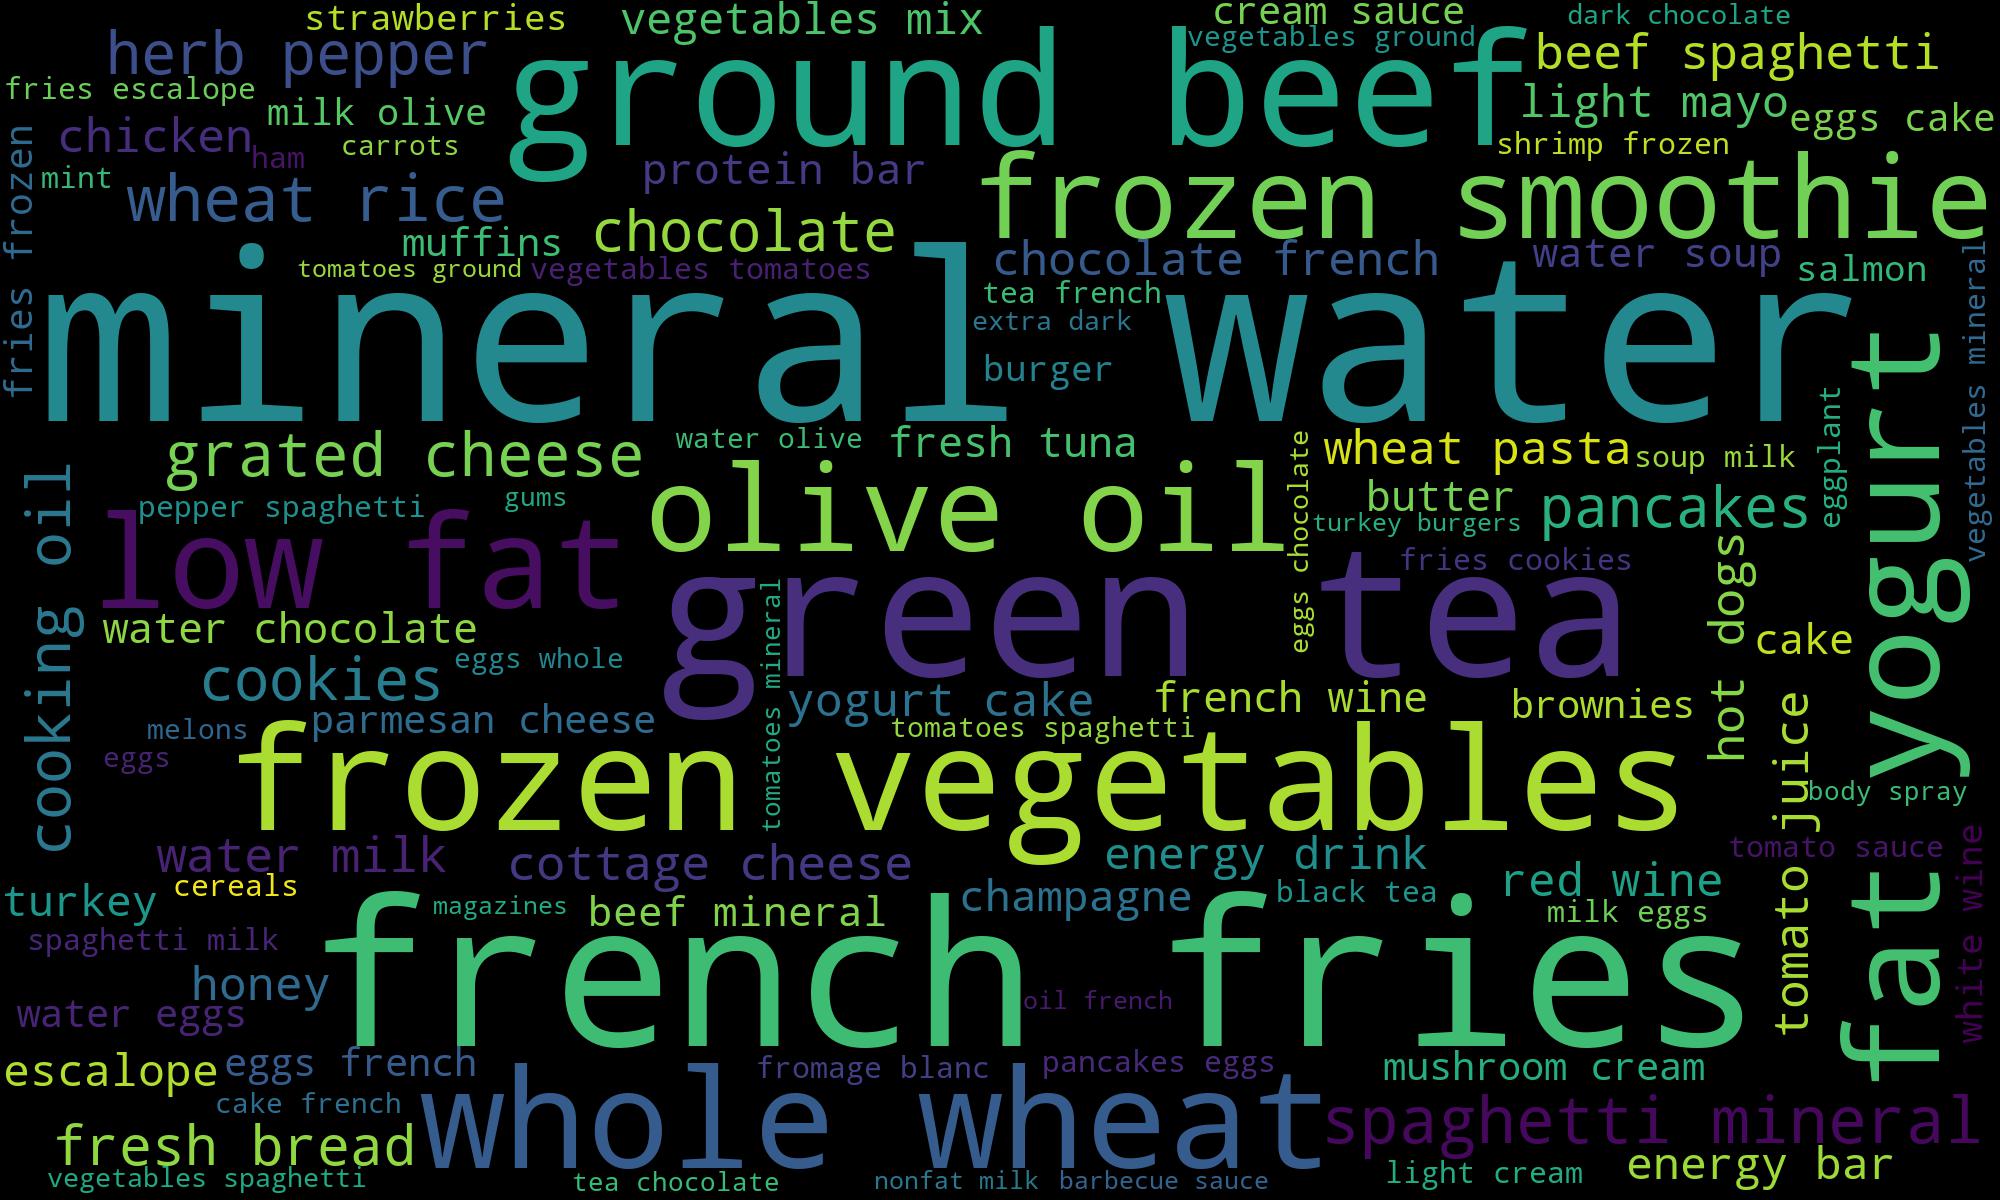 strawberries
vegetables mix
cream sauce
dark chocolate
herb pepper
ground beef
vegetables ground
beef spaghetti
fries escalope
milk olive
light mayo
eggs cake
chicken
ham
carrots
shrimp frozen
fries frozen
mint
wheat rice
protein bar
frozen smoothie
chocolate
muffins
tomatoes ground
vegetables tomatoes
chocolate french
water soup
salmon
vegetables mineral
mineral water
tea french
extra dark
burger
fat yogurt
grated cheese
water olive
fresh tuna
eggs chocolate
wheat pasta
soup milk
eggplant
cooking oil
pepper spaghetti
gums
olive oil
butter
pancakes
turkey burgers
low fat
green tea
fries cookies
hot dogs
tomatoes mineral
water chocolate
cake
cookies
eggs whole
yogurt cake
french wine
brownies
melons
parmesan cheese
tomatoes spaghetti
tomato juice
eggs
frozen vegetables
body spray
water milk
cottage cheese
energy drink
tomato sauce
white wine
turkey
cereals
champagne
black tea
red wine
magazines
beef mineral
milk eggs
spaghetti milk
french fries
honey
water eggs
oil french
escalope
eggs french
fromage blanc
pancakes eggs
mushroom cream
cake french
whole wheat
spaghetti mineral
fresh bread
vegetables spaghetti
tea chocolate
nonfat milk
barbecue sauce
light cream
energy bar